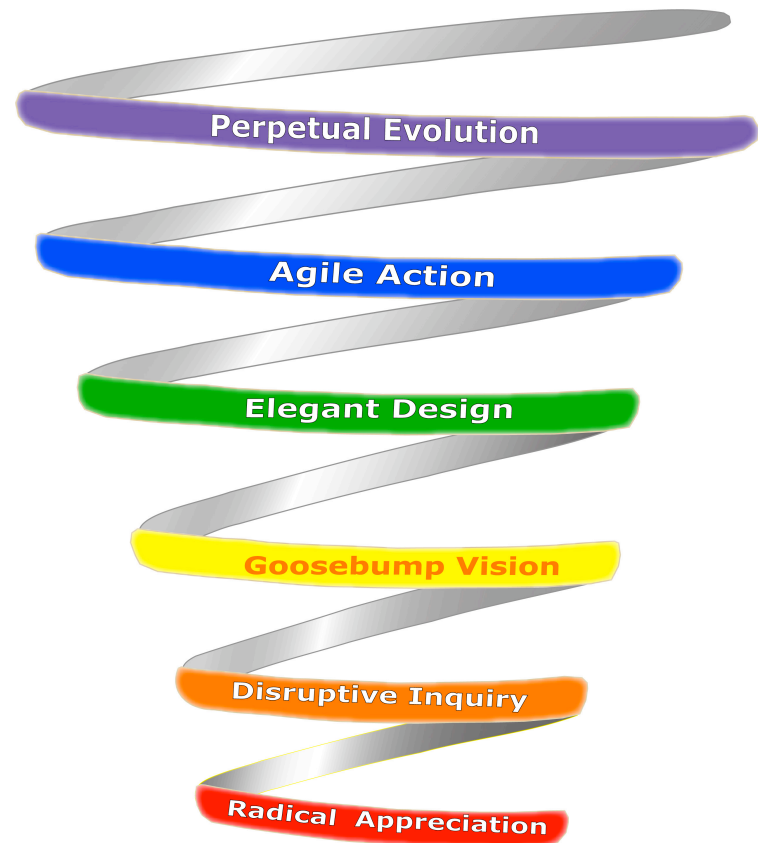 Perpetual Evolution
Agile Action
Elegant Design
Goosebump Vision
Disruptive Inquiry
Radical Appreciation